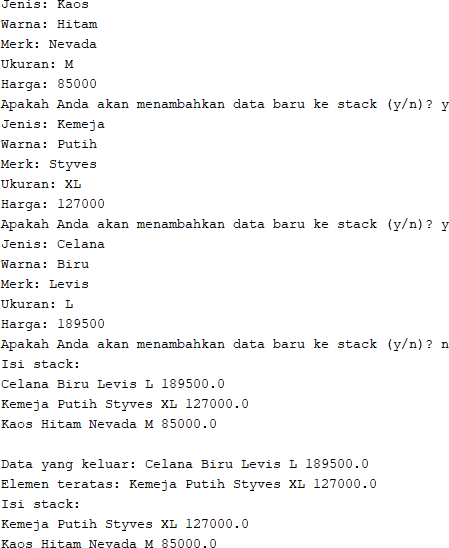 Jenis: Kaos
Warna: Hitam
Merk: Nevada
Ukuran: M
Harga: 85000
Apakah Anda akan menambahkan data baru ke stack (y/n)? y
Jenis: Kemeja
Warna: Putih
Merk: Styves
Ukuran: XL
Harga: 127000
Apakah Anda akan menambahkan data baru ke stack (y/n)? y
Jenis: Celana
Warna: Biru
Merk: Levis
Ukuran: L
Harga: 189500
Apakah Anda akan menambahkan data baru ke stack (y/n)? n
Isi stack:
Celana Biru Levis L 189500.0
Kemeja Putih Styves XL 127000.0
Kaos Hitam Nevada M 85000.0

Data yang keluar: Celana Biru Levis L 189500.0
Elemen teratas: Kemeja Putih Styves XL 127000.0
Isi stack:
Kemeja Putih Styves XL 127000.0
Kaos Hitam Nevada M 85000.0